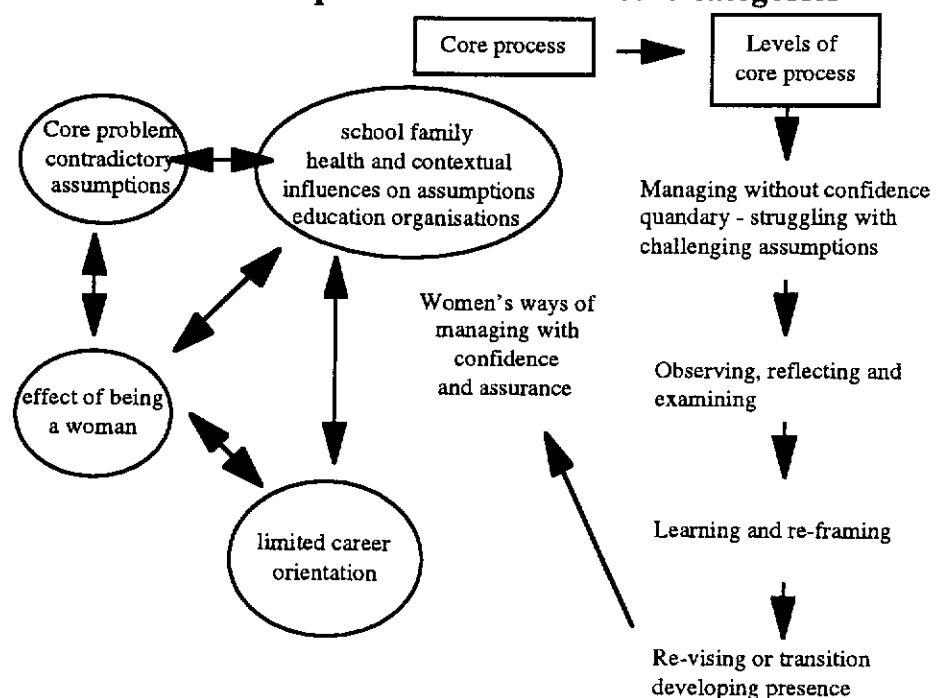 Core process
Levels of
core process
Core problem
contradictory
assumptions
school family
health and contextual
influences on assumptions
education organisations
Managing without confidence
quandary - struggling with
challenging assumptions
Women's ways of
managing with
confidence
and assurance
effect of being
a woman
Observing, reflecting and
examining
limited career
orientation
Learning and re-framing
Re-vising or transition
developing presence